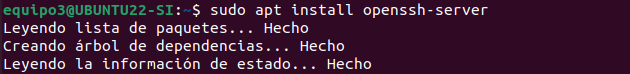 equipo3@UBUNTU22-SI:~$ sudo apt install openssh-server
Leyendo lista de paquetes... Hecho
Creando árbol de dependencias... Hecho
Leyendo la información de estado... Hecho